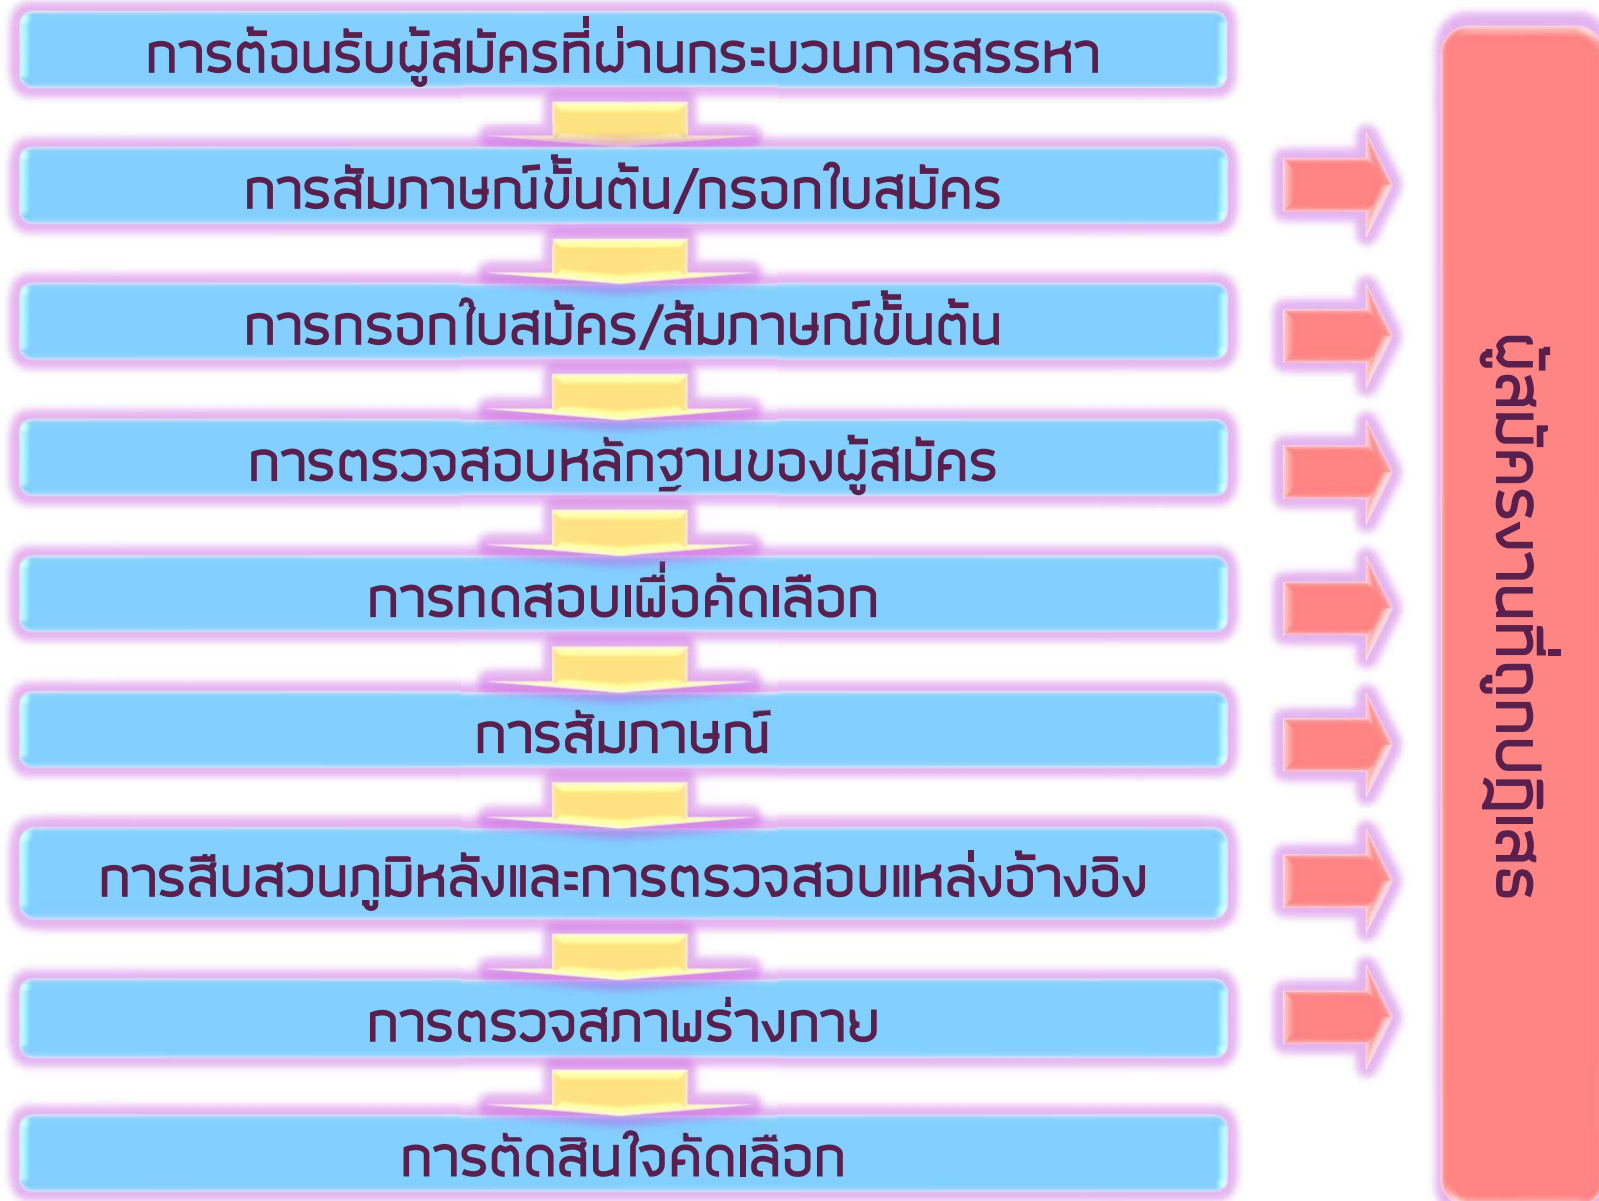 การต้อนรับผู้สมัครที่ผ่านกระบวนการสรรหา
การสัมภาษณ์ขั้นต้น/กรอกใบสมัคร
การกรอกใบสมัคร/สัมภาษณ์ขั้นต้น
การตรวจสอบหลักฐานของผู้สมัคร
การทดสอบเพื่อคัดเลือก
การสัมภาษณ์
การสืบสวนภูมิหลังและการตรวจสอบแหล่งอ้างอิง
การตรวจสภาพร่างกาย
การตัดสินใจคัดเลือก
ผู้สมัครงานที่ถูกปฏิเสธ